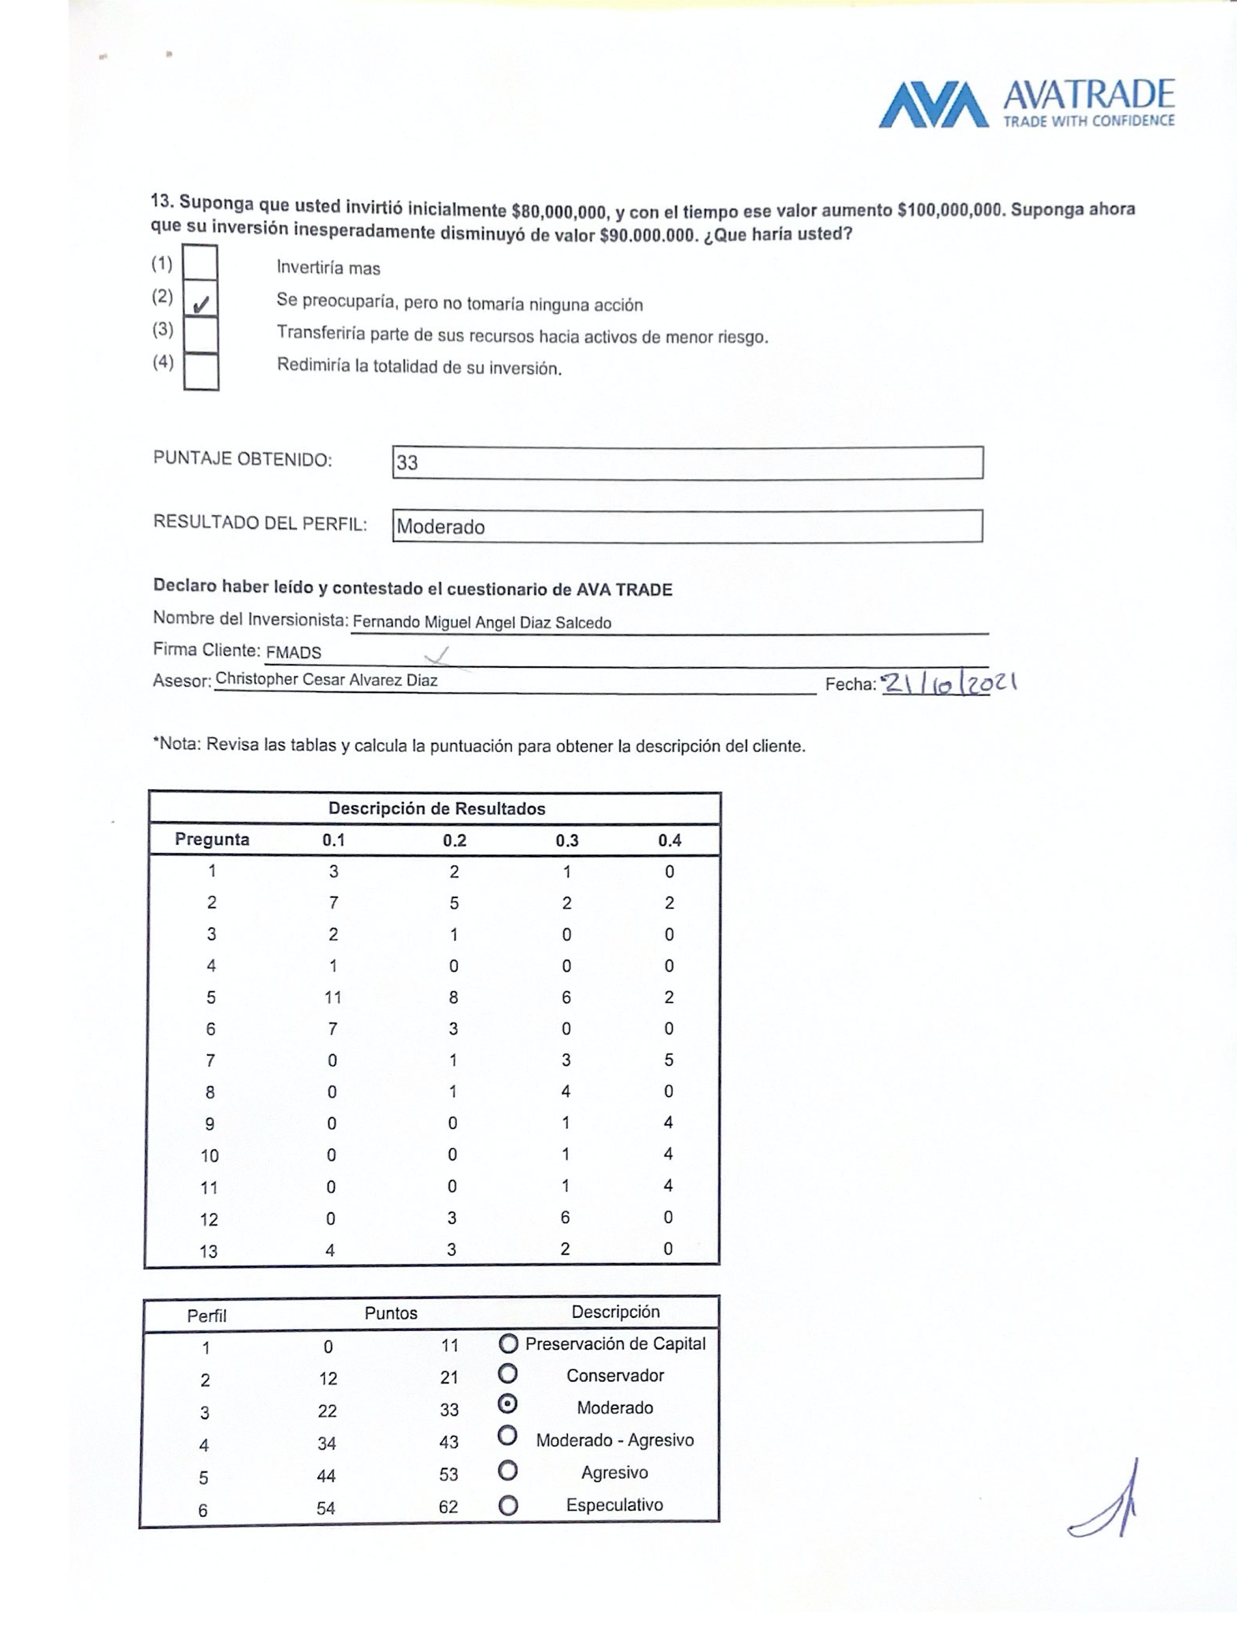 AVA AVATRADE
TRADE WITH CONFIDENCE
13. Suponga que usted invirtió inicialmente $80,000,000, y con el tiempo ese valor aumento $100,000,000. Suponga ahora
que su inversión inesperadamente disminuyó de valor $90.000.000. ¿Que haría usted?
(1) Invertiría mas
(2) ✓ Se preocuparía, pero no tomaría ninguna acción
(3) Transferiría parte de sus recursos hacia activos de menor riesgo.
(4) Redimiría la totalidad de su inversión.
PUNTAJE OBTENIDO: 33
RESULTADO DEL PERFIL: Moderado
Declaro haber leído y contestado el cuestionario de AVA TRADE
Nombre del Inversionista: Fernando Miguel Angel Diaz Salcedo
Firma Cliente: FMADS
Asesor: Christopher Cesar Alvarez Diaz Fecha: 21/10/2021
*Nota: Revisa las tablas y calcula la puntuación para obtener la descripción del cliente.
Descripción de Resultados
Pregunta 0.1 0.2 0.3 0.4
1 3 2 1 0
2 7 5 2 2
3 2 1 0 0
4 1 0 0 0
5 11 8 6 2
6 7 3 0 0
7 0 1 3 5
8 0 1 4 0
9 0 0 1 4
10 0 0 1 4
11 0 0 1 4
12 0 3 6 0
13 4 3 2 0
Perfil Puntos Descripción
1 0 11 Preservación de Capital
2 12 21 Conservador
3 22 33 Moderado
4 34 43 Moderado - Agresivo
5 44 53 Agresivo
6 54 62 Especulativo